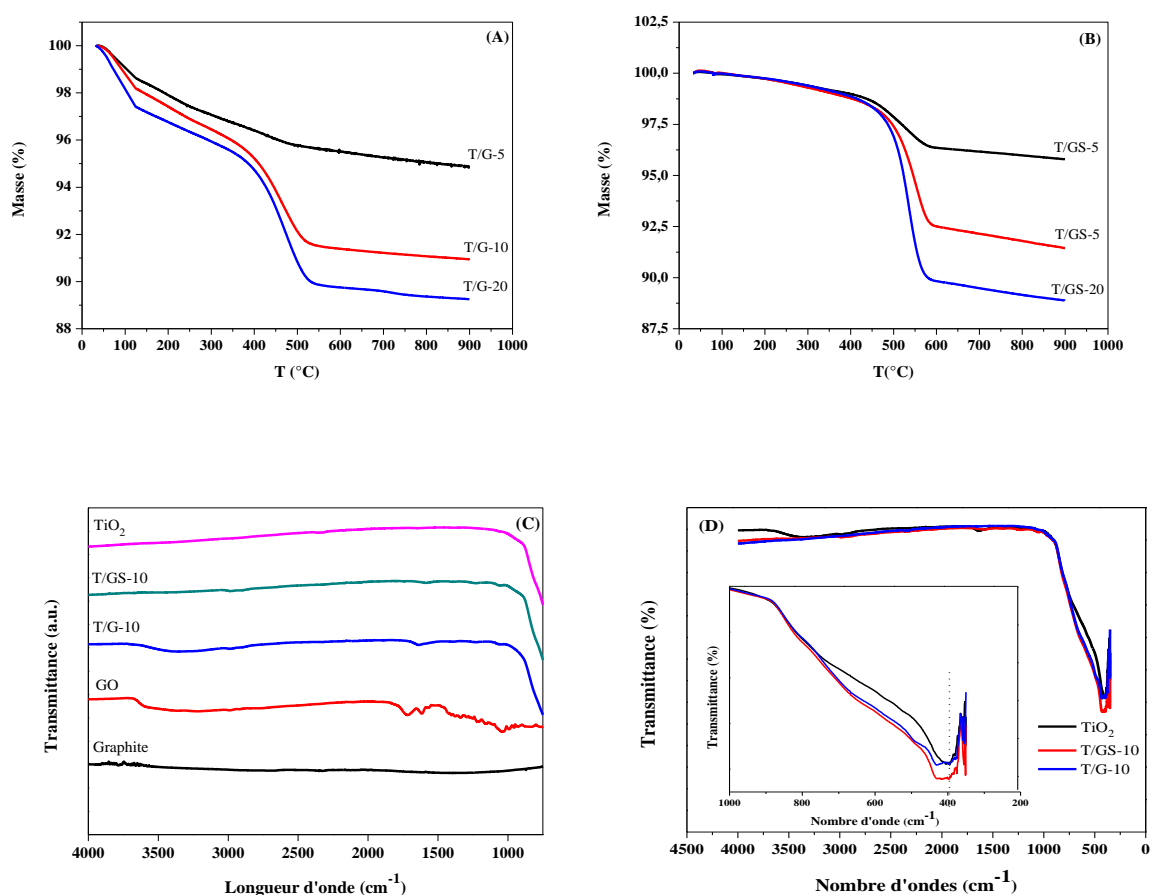 (A)
100
98
96
94
92
90
88
Masse (%)
T/G-5
T/G-10
T/G-20
0 100 200 300 400 500 600 700 800 900 1000
T (°C)
(B)
102,5
100,0
97,5
95,0
92,5
90,0
87,5
Masse (%)
T/GS-5
T/GS-5
T/GS-20
0 100 200 300 400 500 600 700 800 900 1000
T(°C)
(C)
TiO2
T/GS-10
T/G-10
GO
Graphite
Transmittance (a.u.)
4000 3500 3000 2500 2000 1500 1000
Longueur d'onde (cm-1)
(D)
Transmittance (%)
Transmittance (%)
1000 800 600 400 200
Nombre d'onde (cm-1)
TiO2
T/GS-10
T/G-10
4500 4000 3500 3000 2500 2000 1500 1000 500 0
Nombre d'ondes (cm-1)